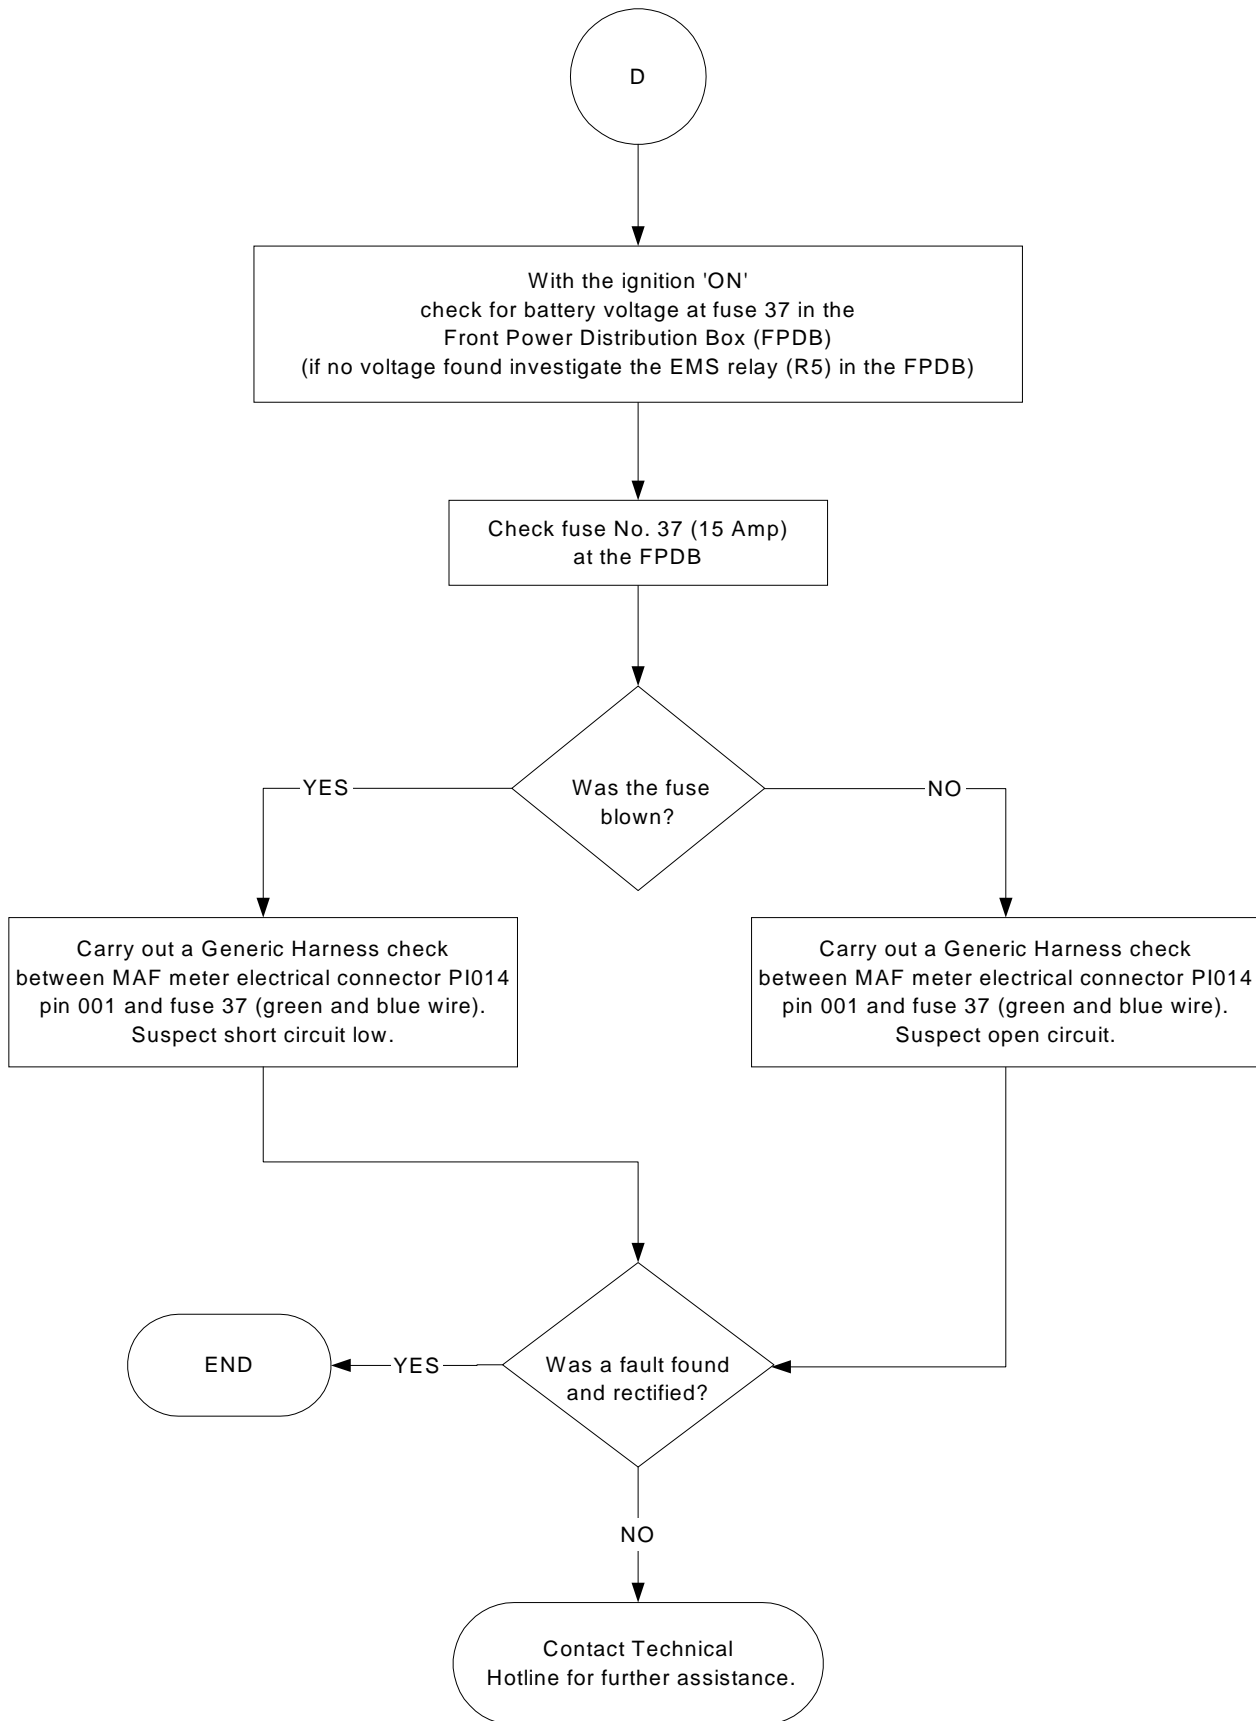 D
With the ignition 'ON'
check for battery voltage at fuse 37 in the
Front Power Distribution Box (FPDB)
(if no voltage found investigate the EMS relay (R5) in the FPDB)
Check fuse No. 37 (15 Amp)
at the FPDB
Was the fuse
blown?
YES
NO
Carry out a Generic Harness check
between MAF meter electrical connector PI014
pin 001 and fuse 37 (green and blue wire).
Suspect short circuit low.
Carry out a Generic Harness check
between MAF meter electrical connector PI014
pin 001 and fuse 37 (green and blue wire).
Suspect open circuit.
Was a fault found
and rectified?
YES
END
NO
Contact Technical
Hotline for further assistance.